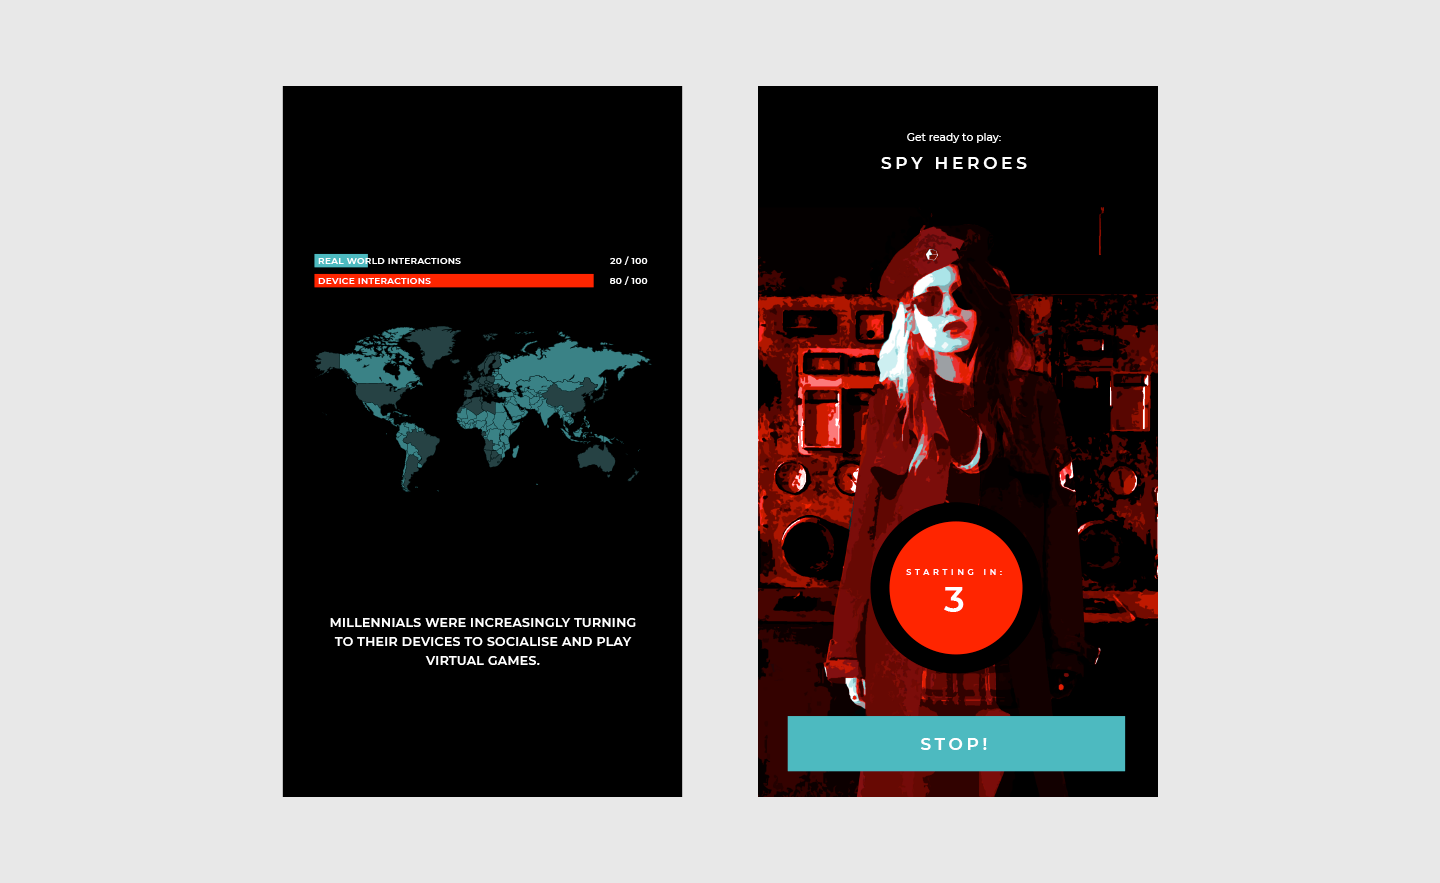 REAL WORLD INTERACTIONS 20 / 100
DEVICE INTERACTIONS 80 / 100
MILLENNIALS WERE INCREASINGLY TURNING
TO THEIR DEVICES TO SOCIALISE AND PLAY
VIRTUAL GAMES.
Get ready to play:
SPY HEROES
STARTING IN:
3
STOP!